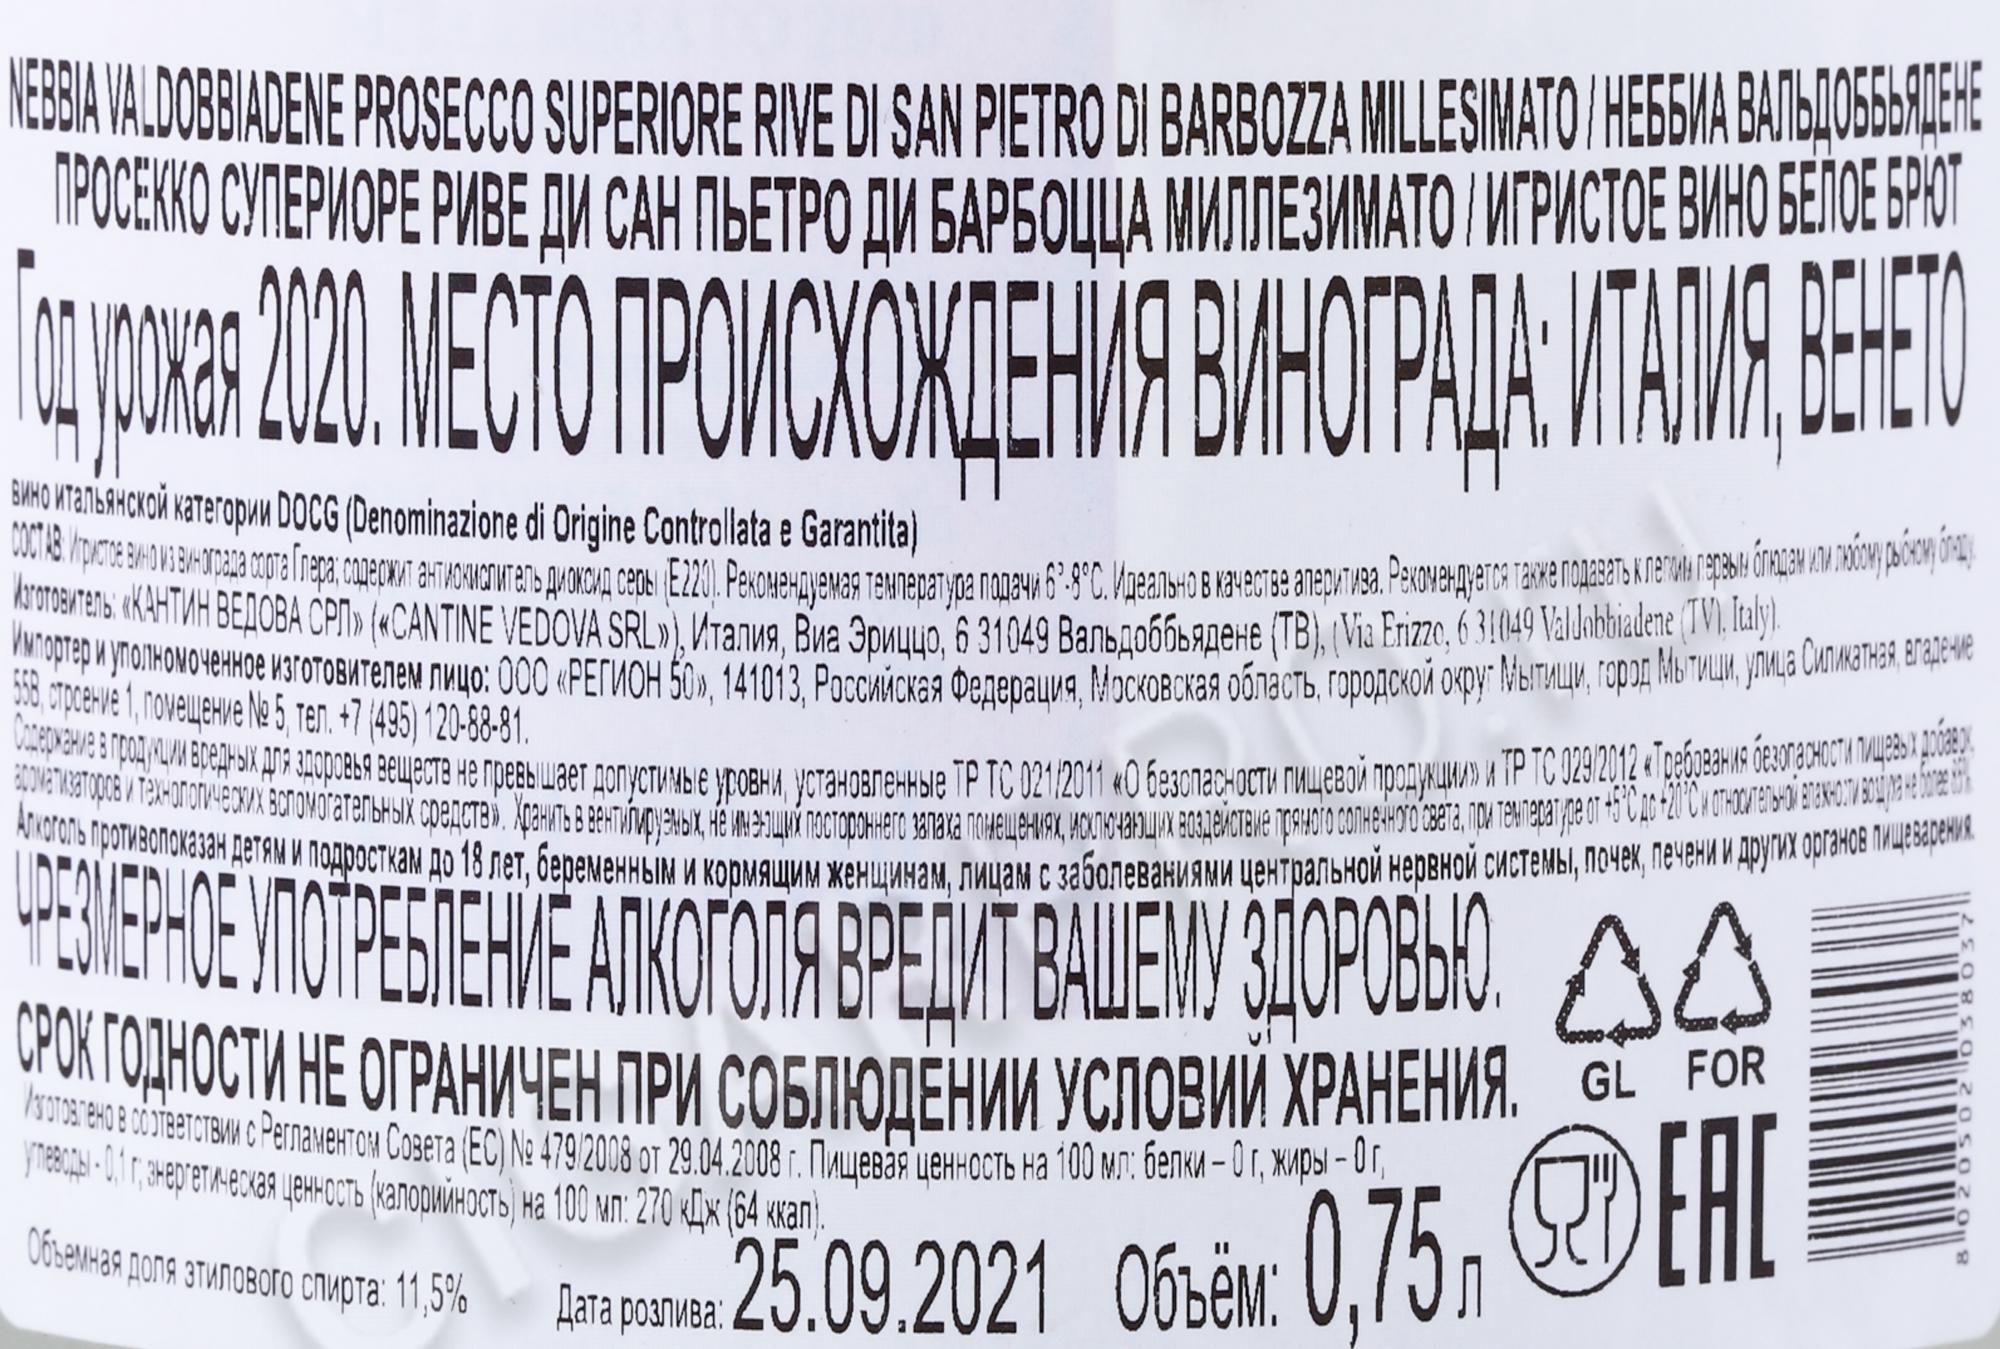 NEBBIA VALDOBBIADENE PROSECCO SUPERIORE RIVE DI SAN PIETRO DI BARBOZZA MILLESIMATO / НЕББИА ВАЛЬДОББЬЯДЕНЕ
ПРОСЕККО СУПЕРИОРЕ РИВЕ ДИ САН ПЬЕТРО ДИ БАРБОЦЦА МИЛЛЕЗИМАТО / ИГРИСТОЕ ВИНО БЕЛОЕ БРЮТ
Год урожая 2020. МЕСТО ПРОИСХОЖДЕНИЯ ВИНОГРАДА: ИТАЛИЯ, ВЕНЕТО
вино итальянской категории DOCG (Denominazione di Origine Controllata e Garantita)
СОСТАВ: Игристое вино из винограда сорта Глера; содержит антиокислитель диоксид серы (Е220). Рекомендуемая температура подачи 6°-8°С. Идеально в качестве аперитива. Рекомендуется также подавать к легким первым блюдам или любому рыбному блюду.
Изготовитель: «КАНТИН ВЕДОВА СРЛ» («CANTINE VEDOVA SRL»), Италия, Виа Эриццо, 6 31049 Вальдоббьядене (ТВ), (Via Erizzo, 6 31049 Valdobbiadene (TV), Italy).
Импортер и уполномоченное изготовителем лицо: ООО «РЕГИОН 50», 141013, Российская Федерация, Московская область, городской округ Мытищи, город Мытищи, улица Силикатная, владение
55В, строение 1, помещение № 5, тел. +7 (495) 120-88-81.
Содержание в продукции вредных для здоровья веществ не превышает допустимые уровни, установленные ТР ТС 021/2011 «О безопасности пищевой продукции» и ТР ТС 029/2012 «Требования безопасности пищевых добавок,
ароматизаторов и технологических вспомогательных средств». Хранить в вентилируемых, не имеющих постороннего запаха помещениях, исключающих воздействие прямого солнечного света, при температуре от +5°С до +20°С и относительной влажности воздуха не более 85%.
Алкоголь противопоказан детям и подросткам до 18 лет, беременным и кормящим женщинам, лицам с заболеваниями центральной нервной системы, почек, печени и других органов пищеварения.
ЧРЕЗМЕРНОЕ УПОТРЕБЛЕНИЕ АЛКОГОЛЯ ВРЕДИТ ВАШЕМУ ЗДОРОВЬЮ.
СРОК ГОДНОСТИ НЕ ОГРАНИЧЕН ПРИ СОБЛЮДЕНИИ УСЛОВИЙ ХРАНЕНИЯ.
Изготовлено в соответствии с Регламентом Совета (ЕС) № 479/2008 от 29.04.2008 г. Пищевая ценность на 100 мл: белки – 0 г, жиры – 0 г,
углеводы - 0,1 г; энергетическая ценность (калорийность) на 100 мл: 270 кДж (64 ккал).
Объемная доля этилового спирта: 11,5%
Дата розлива: 25.09.2021
Объём: 0,75 л
GL
FOR
EAC
8020502038037
CIGARPRO.RU